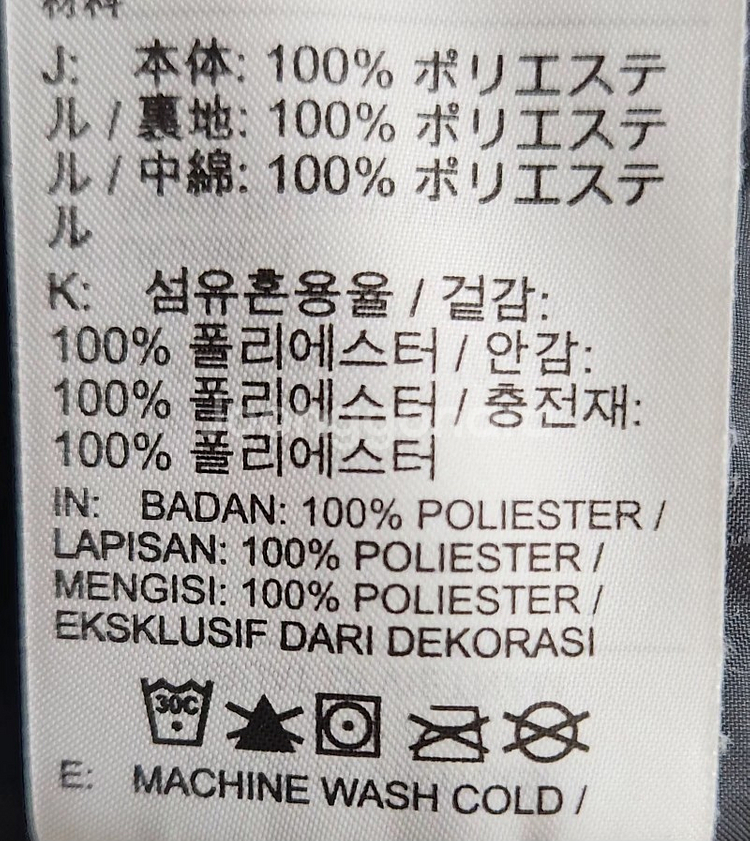 材料
J: 本体: 100% ポリエステ
ル / 裏地: 100% ポリエステ
ル / 中綿: 100% ポリエステ
ル
K: 섬유혼용율 / 겉감:
100% 폴리에스터 / 안감:
100% 폴리에스터 / 충전재:
100% 폴리에스터
IN: BADAN: 100% POLIESTER /
LAPISAN: 100% POLIESTER /
MENGISI: 100% POLIESTER /
EKSKLUSIF DARI DEKORASI
30C
E: MACHINE WASH COLD /